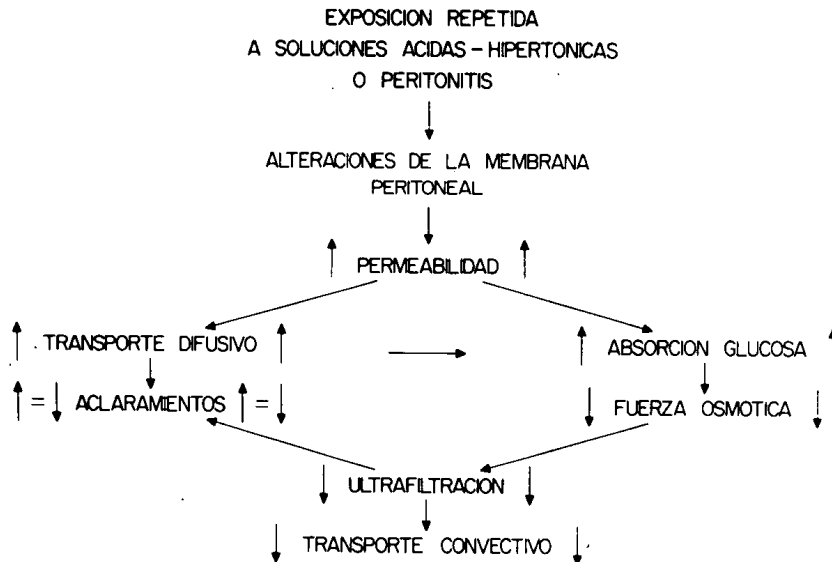 EXPOSICION REPETIDA
A SOLUCIONES ACIDAS-HIPERTONICAS
O PERITONITIS
ALTERACIONES DE LA MEMBRANA
PERITONEAL
↑ PERMEABILIDAD ↑
↑ TRANSPORTE DIFUSIVO ↑
↑ ABSORCION GLUCOSA ↑
↑ = ↓ ACLARAMIENTOS ↑ = ↓
↓ FUERZA OSMOTICA ↓
↓ ULTRAFILTRACION ↓
↓ TRANSPORTE CONVECTIVO ↓